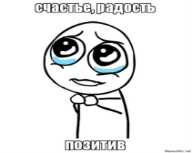 счастье, радость
позитив